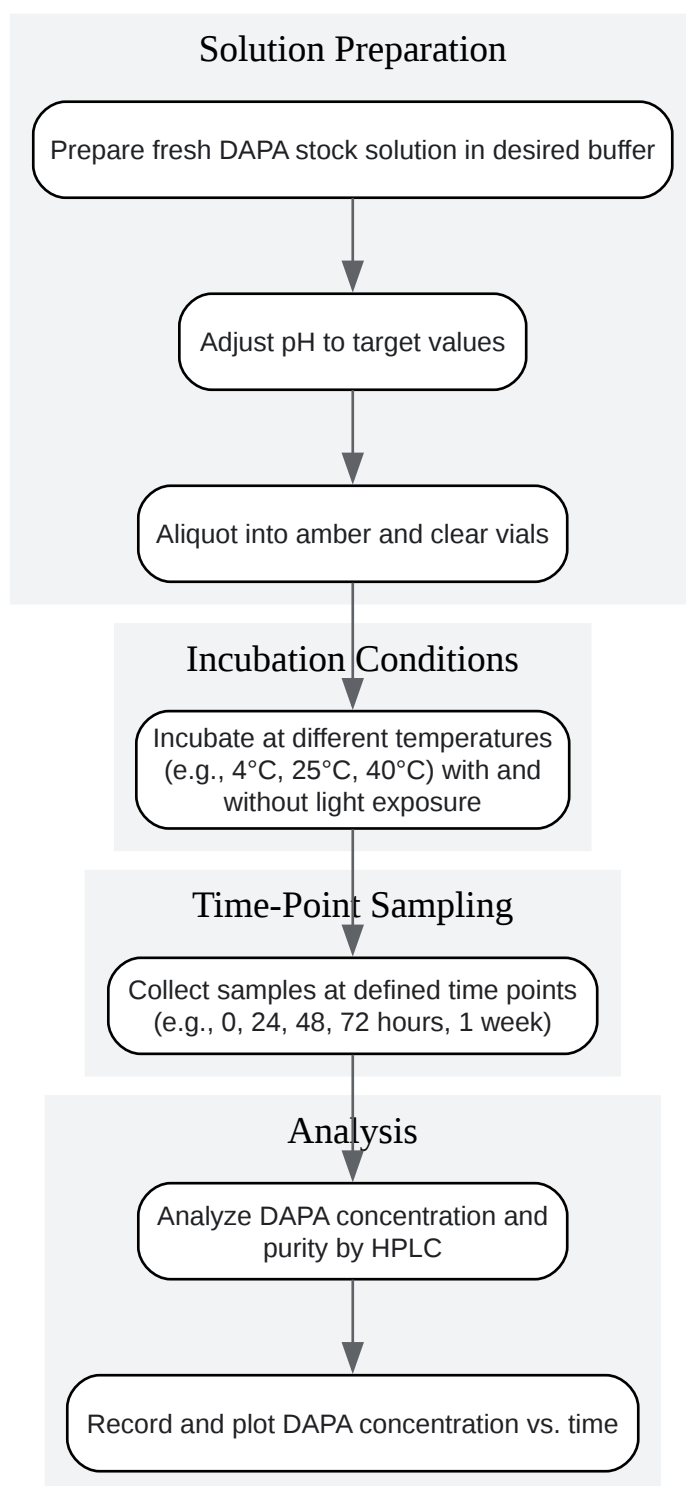 Solution Preparation
Prepare fresh DAPA stock solution in desired buffer
Adjust pH to target values
Aliquot into amber and clear vials
Incubation Conditions
Incubate at different temperatures
(e.g., 4°C, 25°C, 40°C) with and
without light exposure
Time-Point Sampling
Collect samples at defined time points
(e.g., 0, 24, 48, 72 hours, 1 week)
Analysis
Analyze DAPA concentration and
purity by HPLC
Record and plot DAPA concentration vs. time